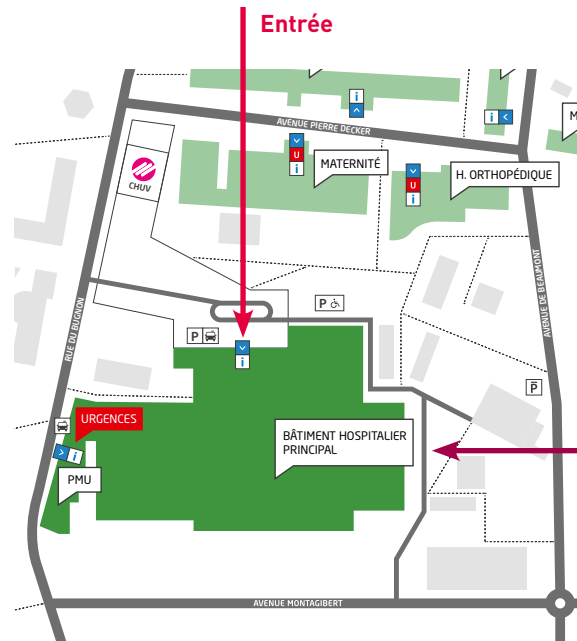 Entrée
i
i
M
AVENUE PIERRE DECKER
U
i
MATERNITÉ
U
i
H. ORTHOPÉDIQUE
CHUV
RUE DU BUGNON
AVENUE DE BEAUMONT
P
P
i
P
URGENCES
i
PMU
BÂTIMENT HOSPITALIER
PRINCIPAL
AVENUE MONTAGIBERT